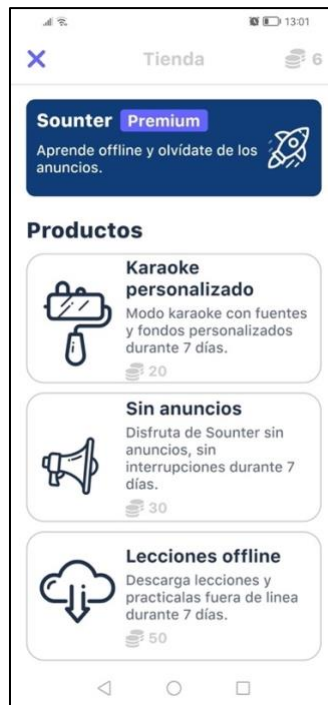 13:01
Tienda
6
Sounter Premium
Aprende offline y olvídate de los
anuncios.
Productos
Karaoke
personalizado
Modo karaoke con fuentes
y fondos personalizados
durante 7 días.
20
Sin anuncios
Disfruta de Sounter sin
anuncios, sin
interrupciones durante 7
días.
30
Lecciones offline
Descarga lecciones y
practicalas fuera de linea
durante 7 días.
50